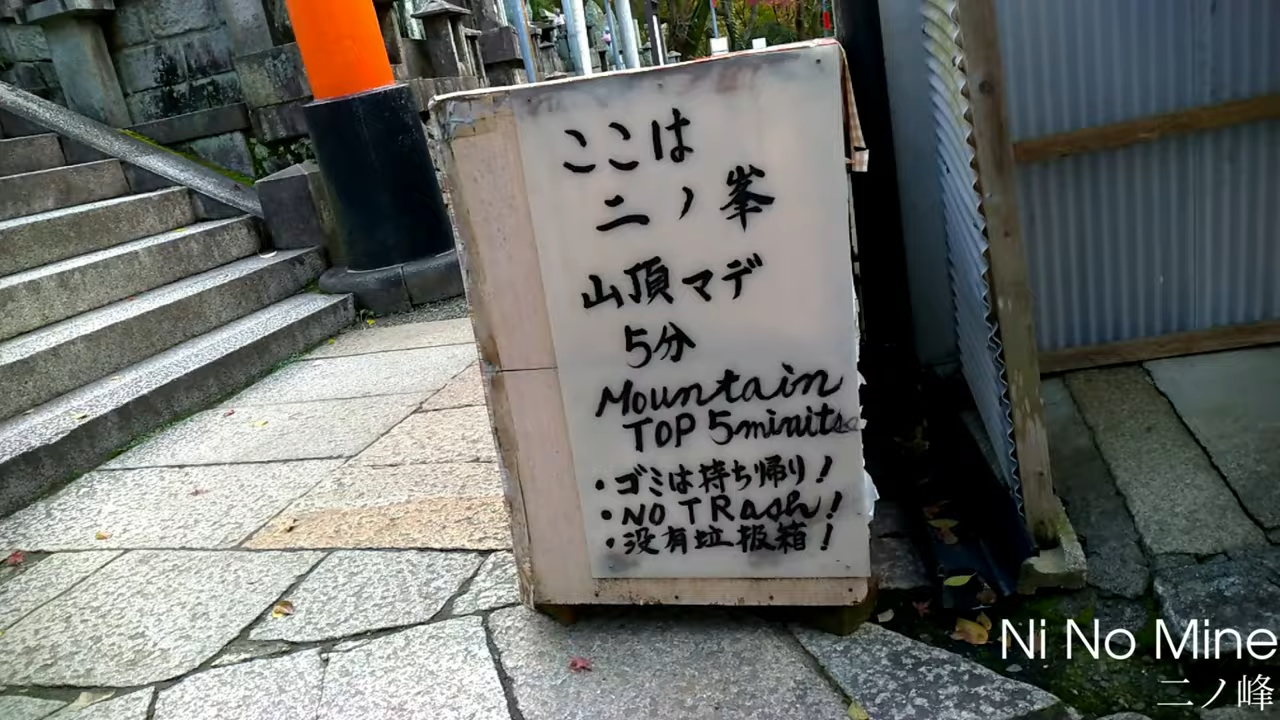 ここは
二ノ峯
山頂マデ
5分
Mountain
TOP 5minits
・ゴミは持ち帰り!
・NO TRash!
・没有垃圾箱!
Ni No Mine
二ノ峰